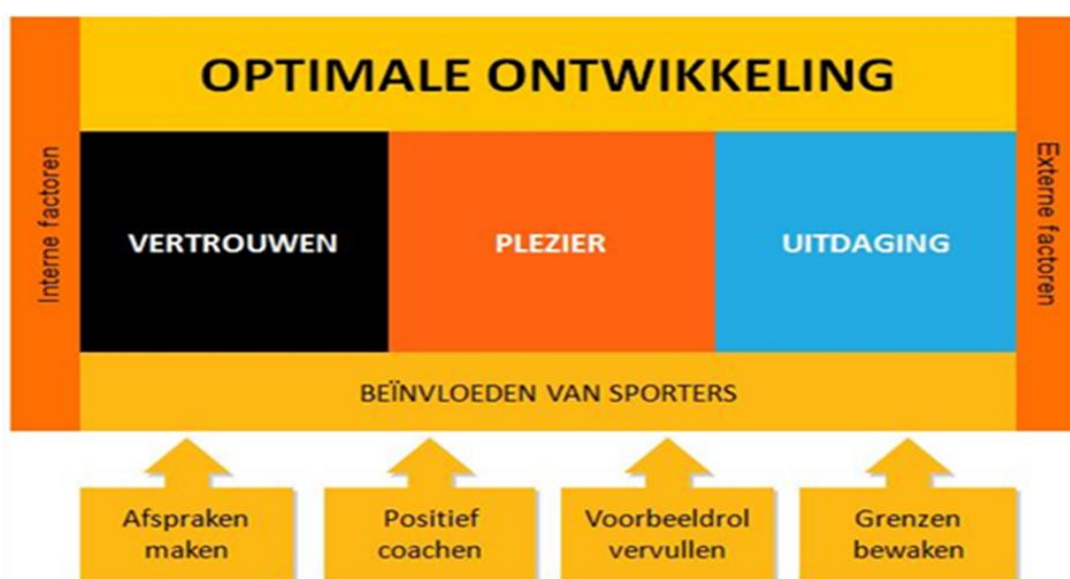 OPTIMALE ONTWIKKELING
Interne factoren
VERTROUWEN
PLEZIER
UITDAGING
Externe factoren
BEÏNVLOEDEN VAN SPORTERS
Afspraken
maken
Positief
coachen
Voorbeeldrol
vervullen
Grenzen
bewaken